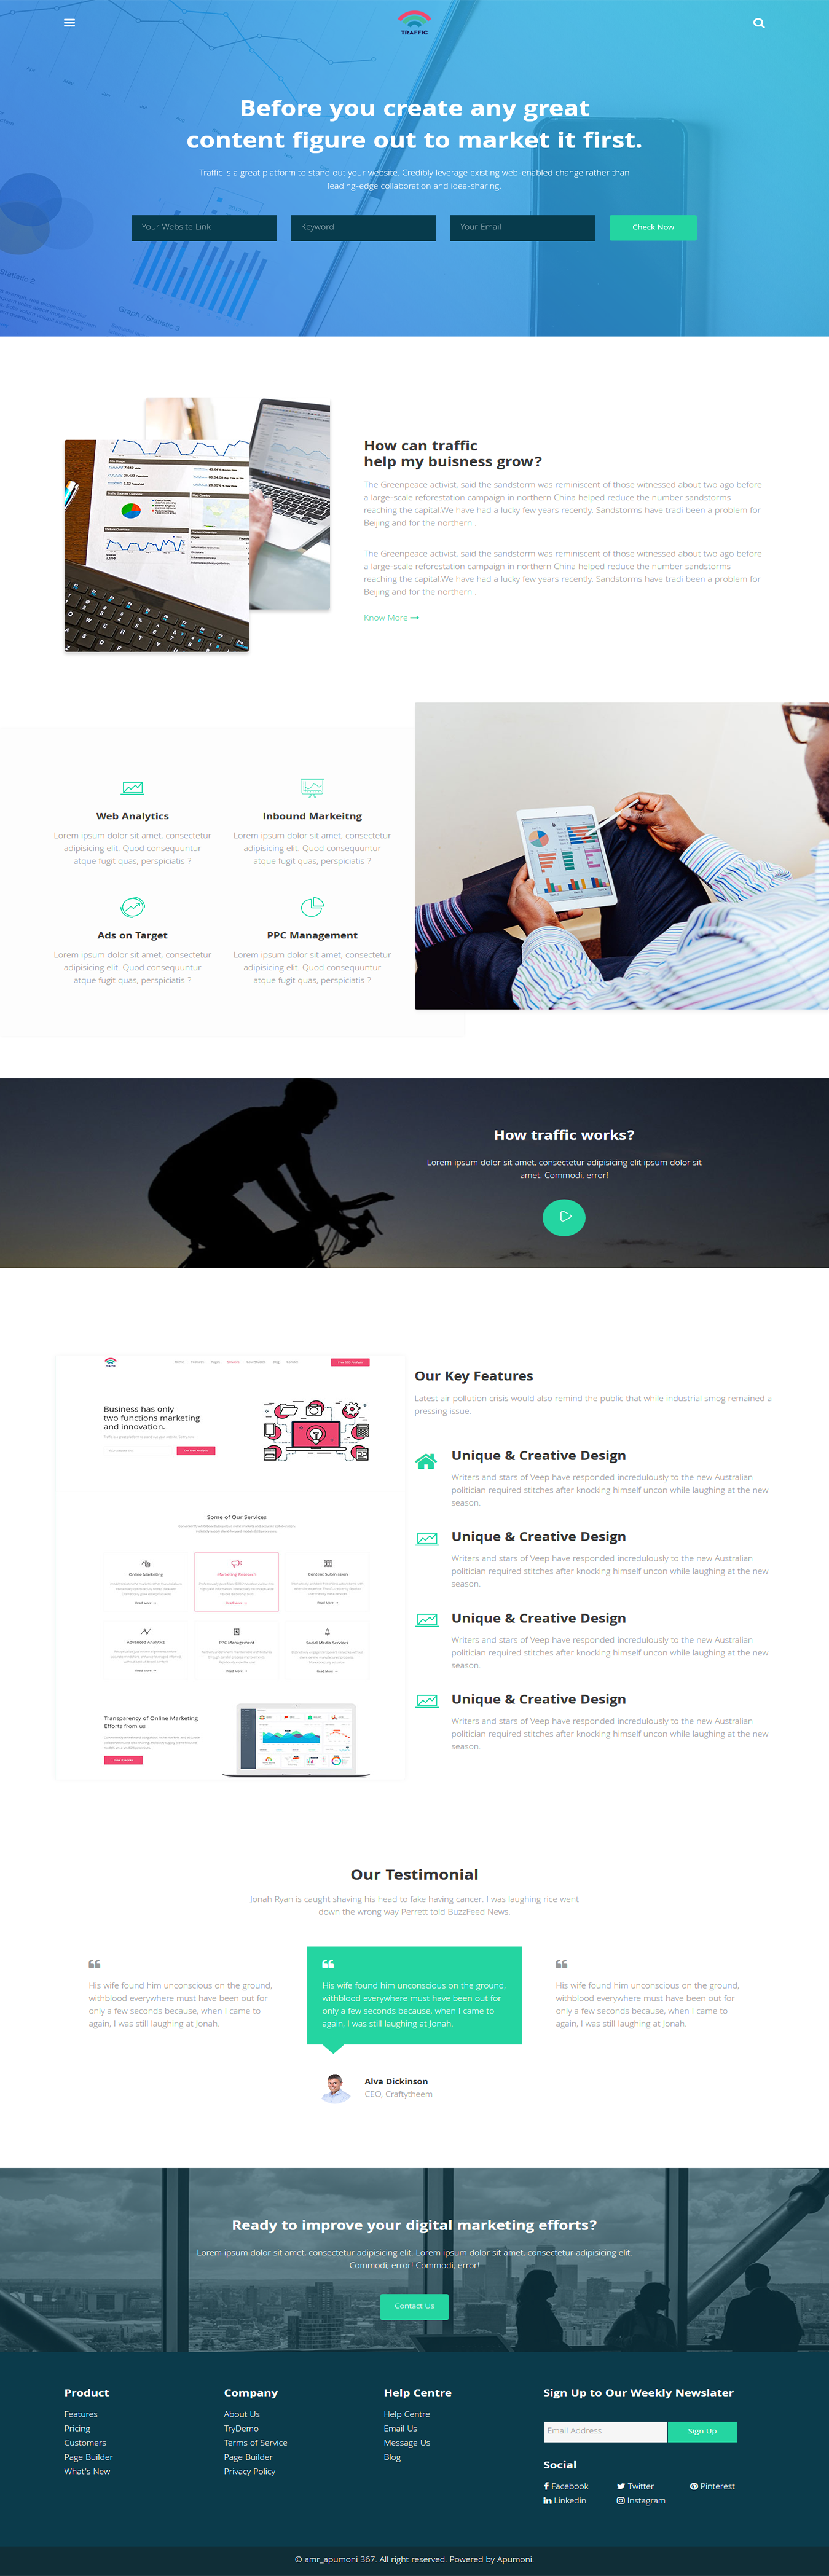 TRAFFIC
Before you create any great
content figure out to market it first.
Traffic is a great platform to stand out your website. Credibly leverage existing web-enabled change rather than
leading-edge collaboration and idea-sharing.
Your Website Link
Keyword
Your Email
Check Now
Graph / Statistic 3
How can traffic
help my buisness grow?
The Greenpeace activist, said the sandstorm was reminiscent of those witnessed about two ago before
a large-scale reforestation campaign in northern China helped reduce the number sandstorms
reaching the capital.We have had a lucky few years recently. Sandstorms have tradi been a problem for
Beijing and for the northern .
The Greenpeace activist, said the sandstorm was reminiscent of those witnessed about two ago before
a large-scale reforestation campaign in northern China helped reduce the number sandstorms
reaching the capital.We have had a lucky few years recently. Sandstorms have tradi been a problem for
Beijing and for the northern .
Know More
Web Analytics
Lorem ipsum dolor sit amet, consectetur
adipisicing elit. Quod consequuntur
atque fugit quas, perspiciatis ?
Inbound Markeitng
Lorem ipsum dolor sit amet, consectetur
adipisicing elit. Quod consequuntur
atque fugit quas, perspiciatis ?
Ads on Target
Lorem ipsum dolor sit amet, consectetur
adipisicing elit. Quod consequuntur
atque fugit quas, perspiciatis ?
PPC Management
Lorem ipsum dolor sit amet, consectetur
adipisicing elit. Quod consequuntur
atque fugit quas, perspiciatis ?
How traffic works?
Lorem ipsum dolor sit amet, consectetur adipisicing elit ipsum dolor sit
amet. Commodi, error!
Business has only
two functions marketing
and innovation.
Some of Our Services
Online Marketing
Marketing Research
Content Submission
Read More
Read More
Read More
Advanced Analytics
PPC Management
Social Media Services
Read More
Read More
Read More
Transparency of Online Marketing
Efforts from us
Our Key Features
Latest air pollution crisis would also remind the public that while industrial smog remained a
pressing issue.
Unique & Creative Design
Writers and stars of Veep have responded incredulously to the new Australian
politician required stitches after knocking himself uncon while laughing at the new
season.
Unique & Creative Design
Writers and stars of Veep have responded incredulously to the new Australian
politician required stitches after knocking himself uncon while laughing at the new
season.
Unique & Creative Design
Writers and stars of Veep have responded incredulously to the new Australian
politician required stitches after knocking himself uncon while laughing at the new
season.
Unique & Creative Design
Writers and stars of Veep have responded incredulously to the new Australian
politician required stitches after knocking himself uncon while laughing at the new
season.
Our Testimonial
Jonah Ryan is caught shaving his head to fake having cancer. I was laughing rice went
down the wrong way Perrett told BuzzFeed News.
His wife found him unconscious on the ground,
withblood everywhere must have been out for
only a few seconds because, when I came to
again, I was still laughing at Jonah.
His wife found him unconscious on the ground,
withblood everywhere must have been out for
only a few seconds because, when I came to
again, I was still laughing at Jonah.
His wife found him unconscious on the ground,
withblood everywhere must have been out for
only a few seconds because, when I came to
again, I was still laughing at Jonah.
Alva Dickinson
CEO, Craftytheem
Ready to improve your digital marketing efforts?
Lorem ipsum dolor sit amet, consectetur adipisicing elit. Lorem ipsum dolor sit amet, consectetur adipisicing elit.
Commodi, error! Commodi, error!
Contact Us
Product
Features
Pricing
Customers
Page Builder
What's New
Company
About Us
TryDemo
Terms of Service
Page Builder
Privacy Policy
Help Centre
Help Centre
Email Us
Message Us
Blog
Sign Up to Our Weekly Newslater
Email Address
Sign Up
Social
Facebook
Twitter
Pinterest
Linkedin
Instagram
© amr_apumoni 367. All right reserved. Powered by Apumoni.